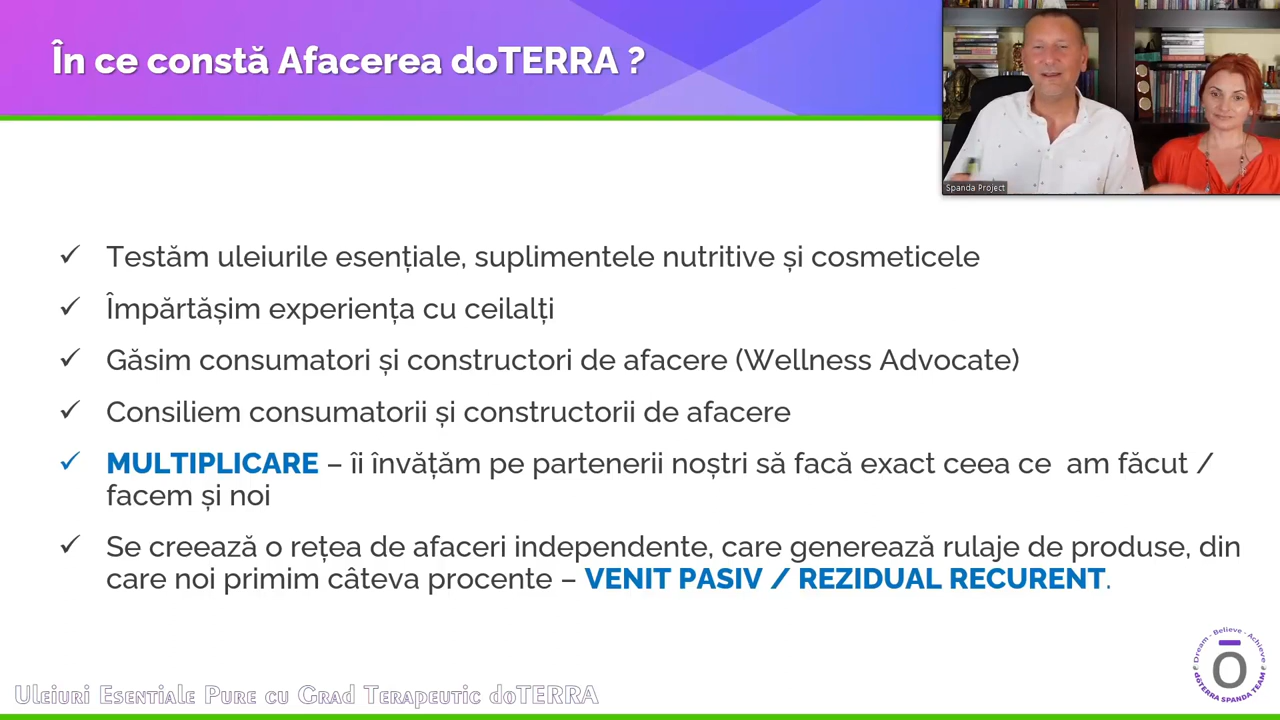 În ce constă Afacerea doTERRA ?
Spanda Project
✓ Testăm uleiurile esențiale, suplimentele nutritive și cosmeticele
✓ Împărtășim experiența cu ceilalți
✓ Găsim consumatori și constructori de afacere (Wellness Advocate)
✓ Consiliem consumatorii și constructorii de afacere
✓ MULTIPLICARE – îi învățăm pe partenerii noștri să facă exact ceea ce am făcut /
facem și noi
✓ Se creează o rețea de afaceri independente, care generează rulaje de produse, din
care noi primim câteva procente – VENIT PASIV / REZIDUAL RECURENT.
Uleiuri Esentiale Pure cu Grad Terapeutic doTERRA
Dream - Believe - Achieve
dōTERRA SPANDA TEAM